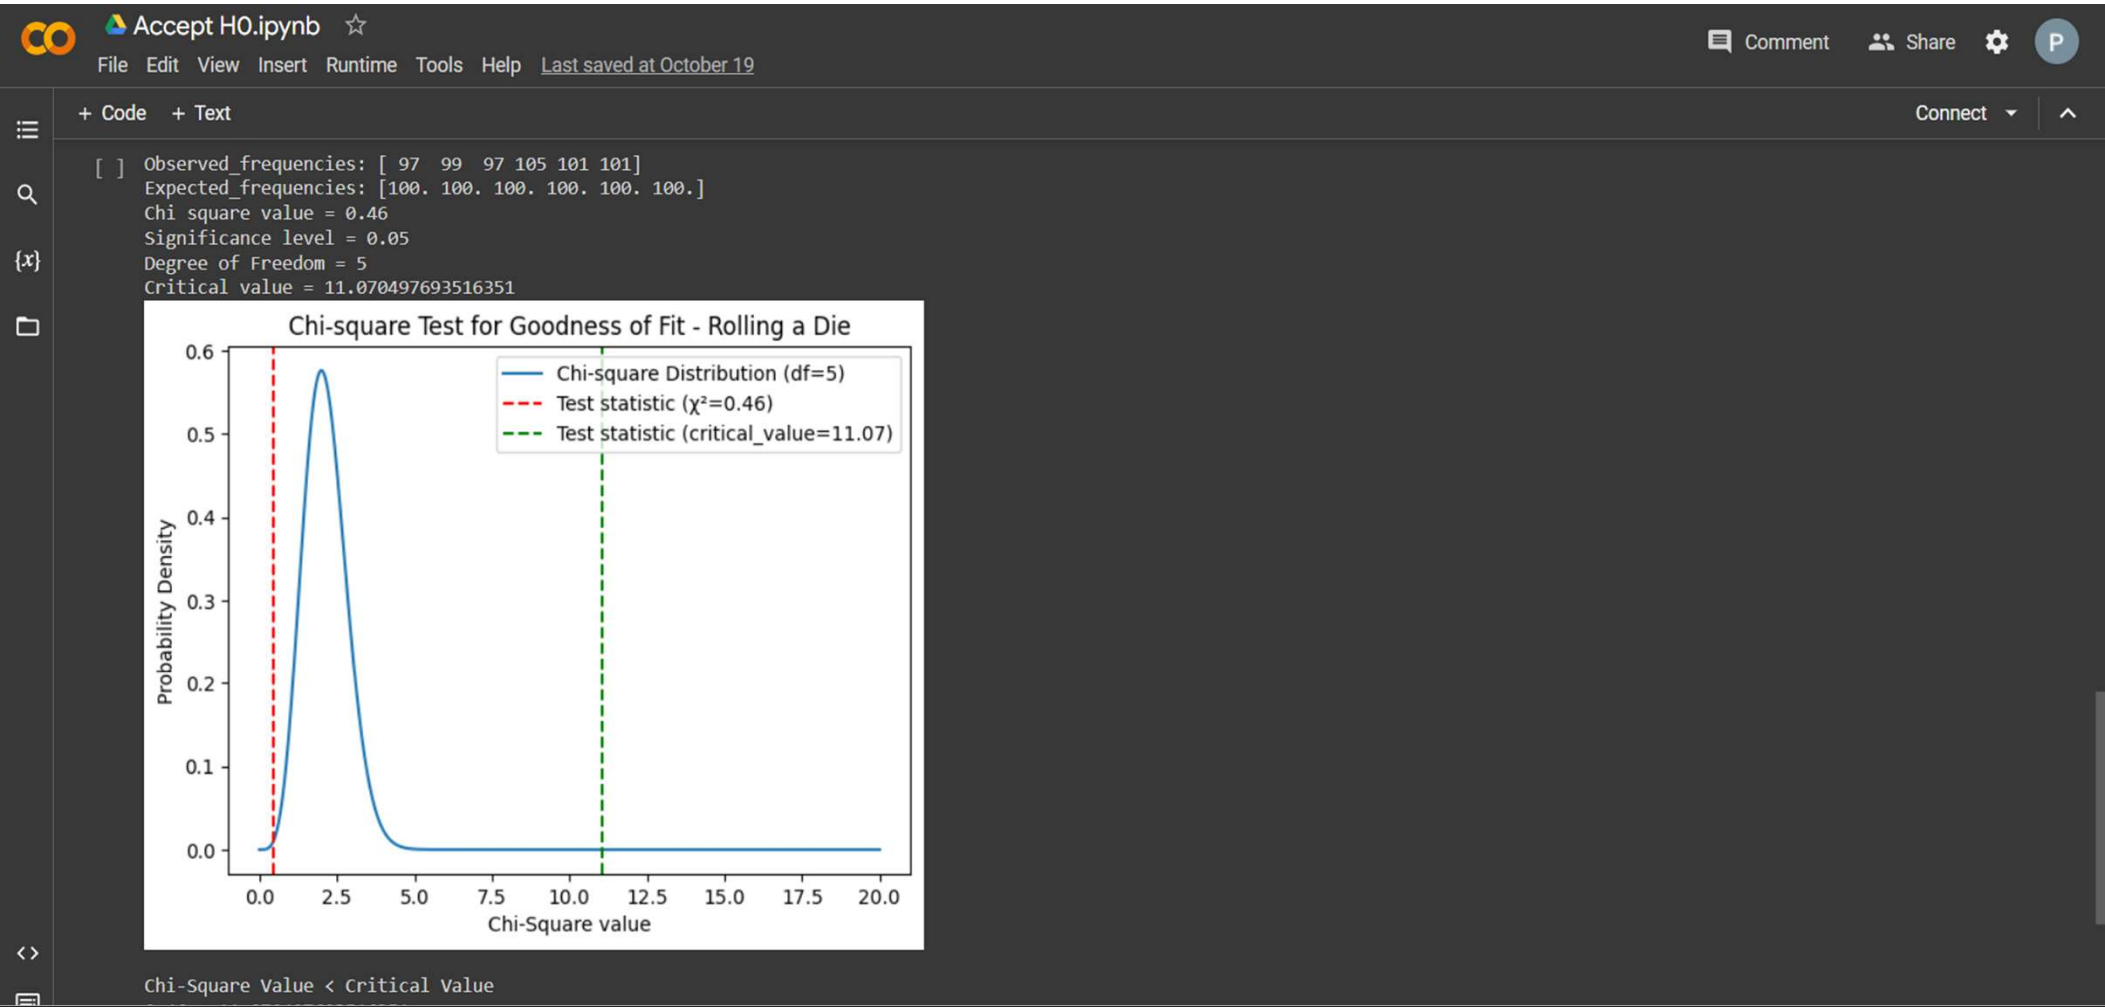 Accept H0.ipynb
Comment Share P
File Edit View Insert Runtime Tools Help Last saved at October 19
+ Code + Text Connect
[ ] Observed_frequencies: [ 97 99 97 105 101 101]
Expected_frequencies: [100. 100. 100. 100. 100. 100.]
Chi square value = 0.46
Significance level = 0.05
{x}
Degree of Freedom = 5
Critical value = 11.070497693516351
Chi-square Test for Goodness of Fit - Rolling a Die
0.6
Chi-square Distribution (df=5)
Test statistic (χ²=0.46)
Test statistic (critical_value=11.07)
0.5
0.4
0.3
0.2
0.1
0.0
Probability Density
0.0 2.5 5.0 7.5 10.0 12.5 15.0 17.5 20.0
Chi-Square value
<>
Chi-Square Value < Critical Value